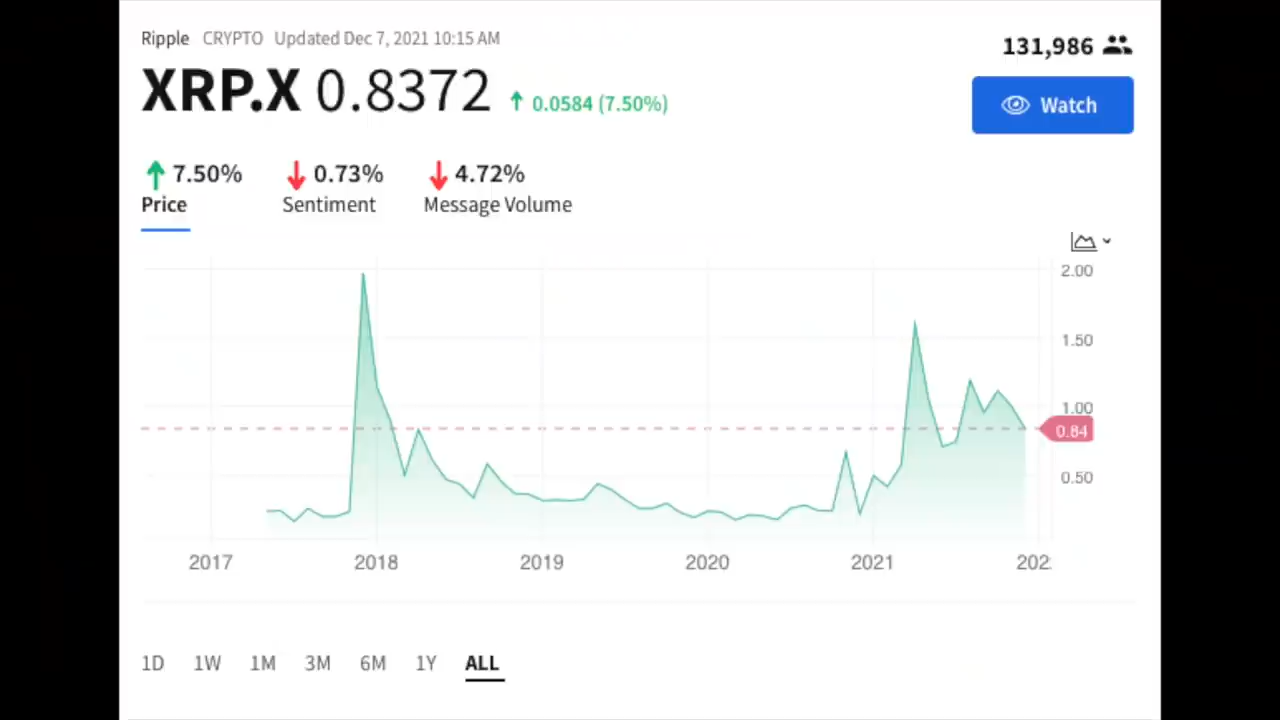 Ripple CRYPTO Updated Dec 7, 2021 10:15 AM
131,986
XRP.X 0.8372 0.0584 (7.50%)
Watch
7.50% 0.73% 4.72%
Price Sentiment Message Volume
2.00
1.50
1.00
0.84
0.50
2017 2018 2019 2020 2021 202
1D 1W 1M 3M 6M 1Y ALL